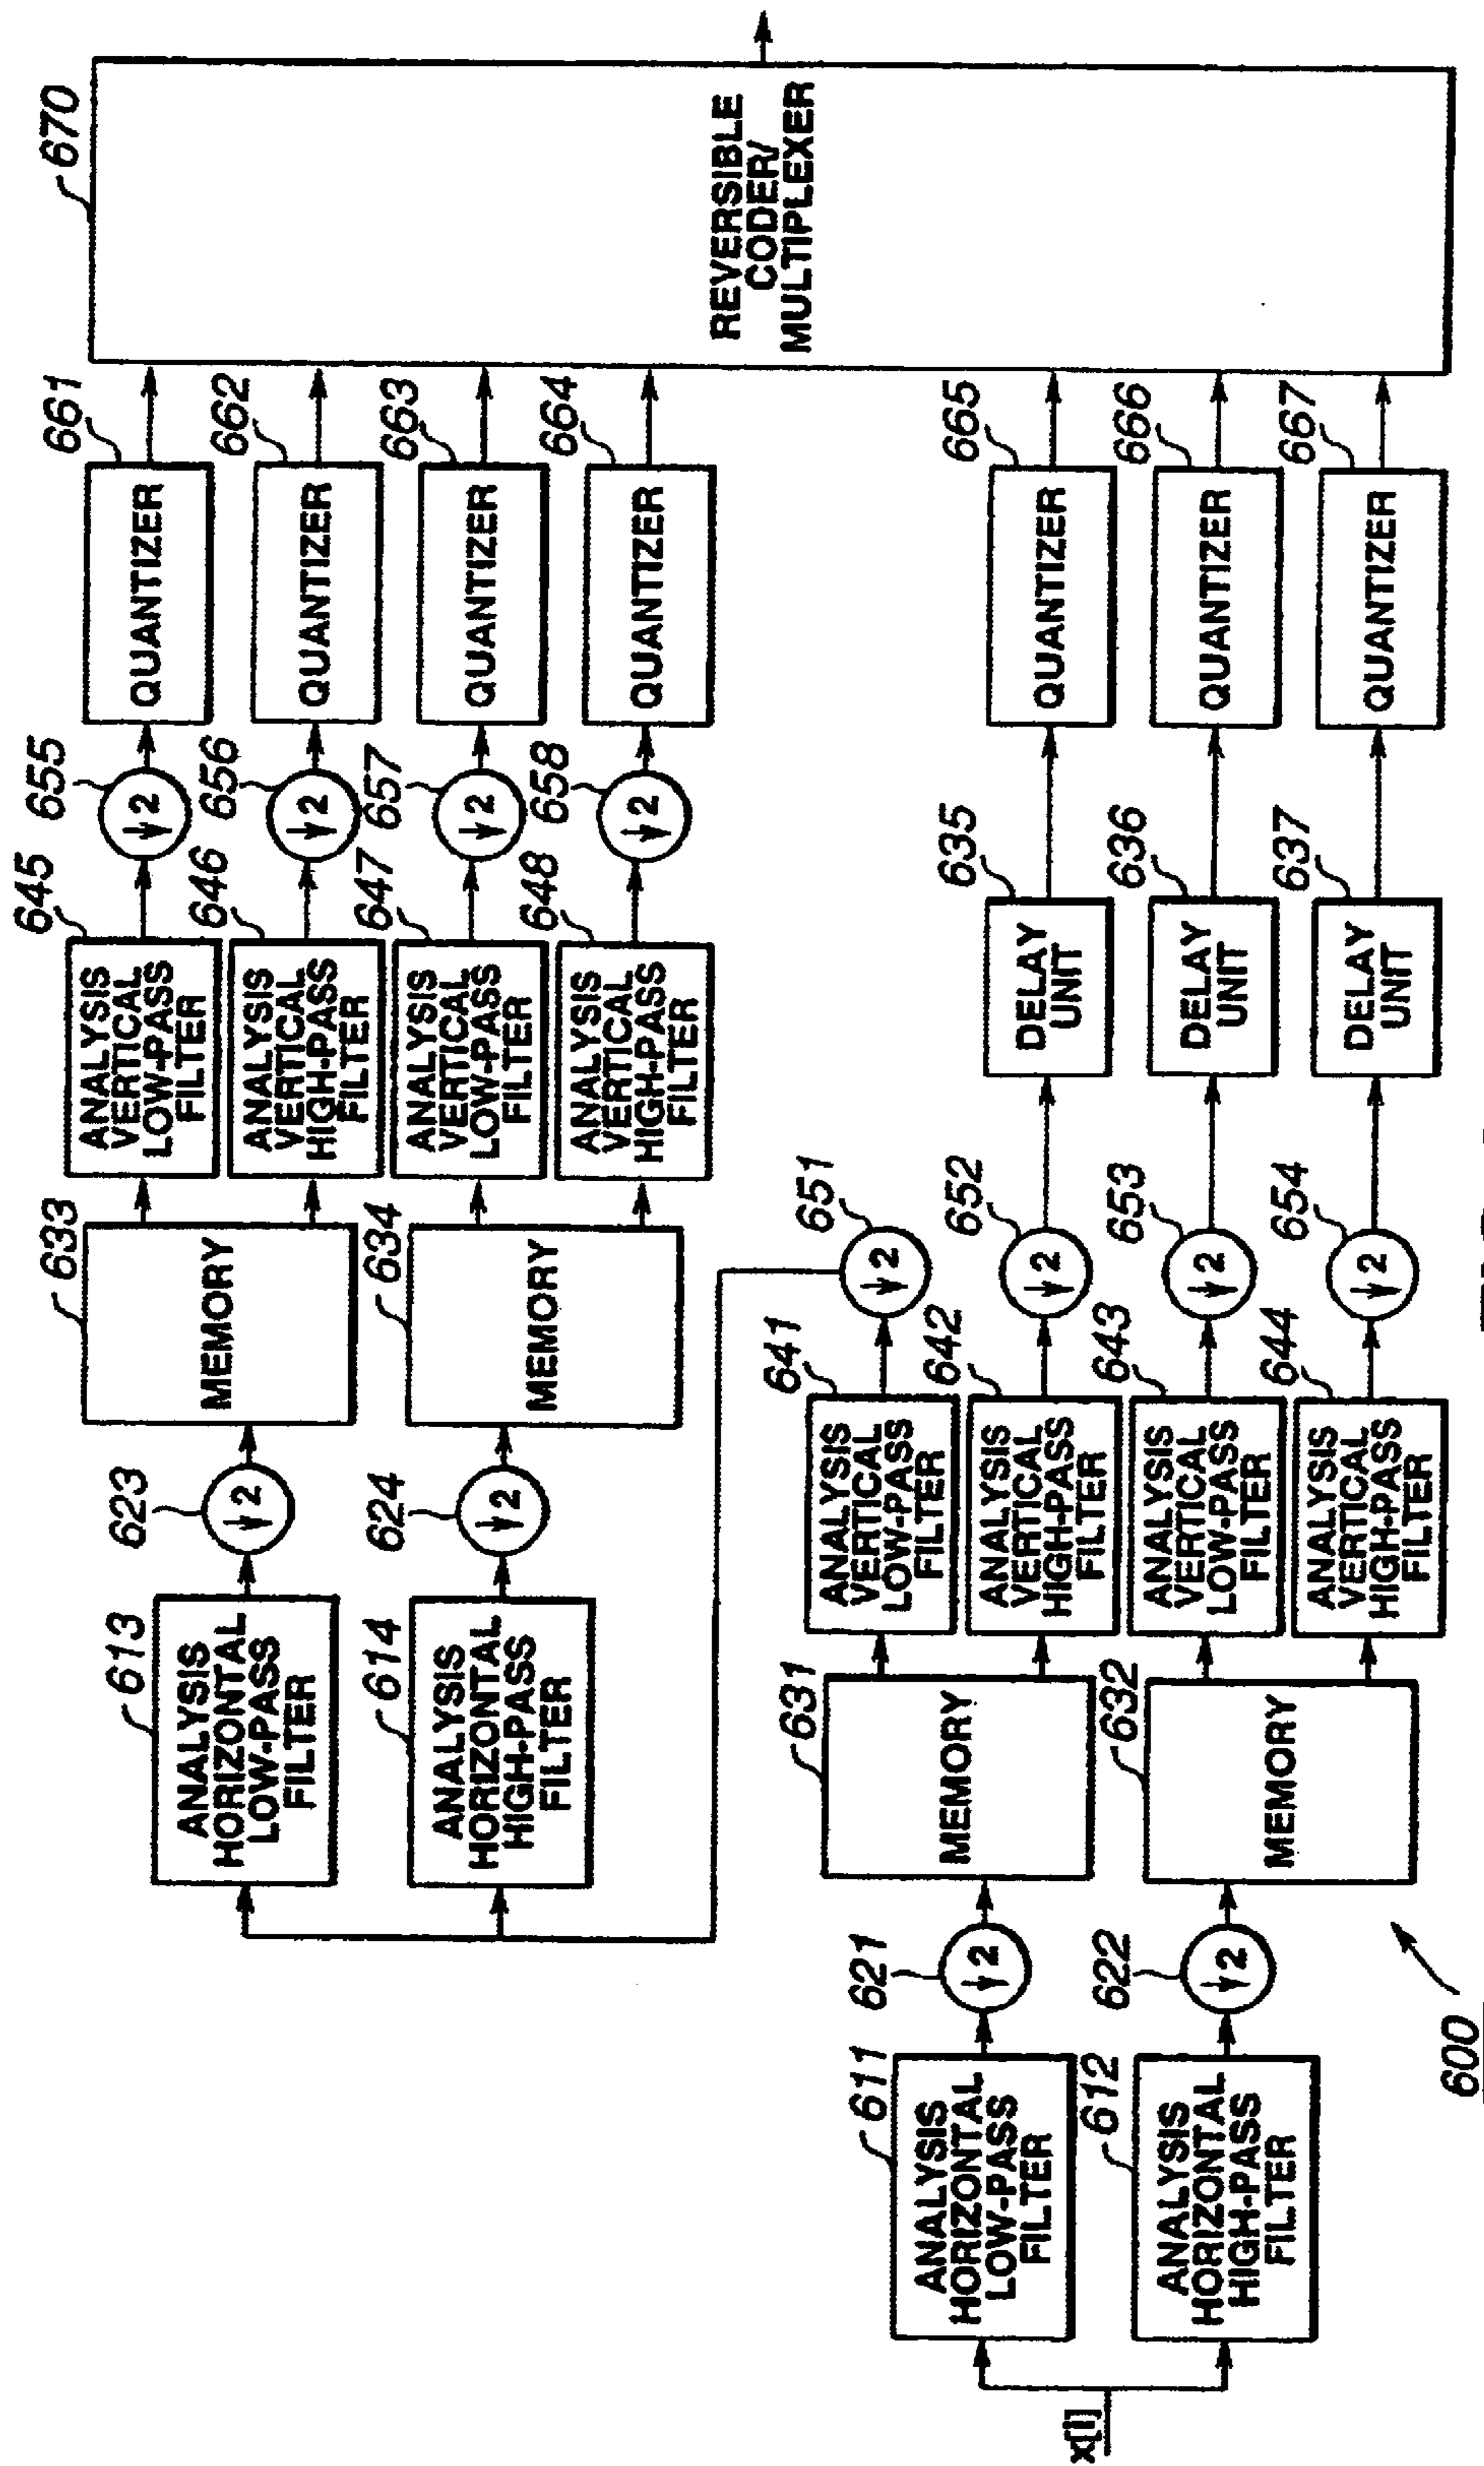 670
REVERSIBLE
CODER/
MULTIPLEXER
661
QUANTIZER
662
QUANTIZER
663
QUANTIZER
664
QUANTIZER
665
QUANTIZER
666
QUANTIZER
667
QUANTIZER
655
↓2
656
↓2
657
↓2
658
↓2
635
DELAY
UNIT
636
DELAY
UNIT
637
DELAY
UNIT
645
ANALYSIS
VERTICAL
LOW-PASS
FILTER
646
ANALYSIS
VERTICAL
HIGH-PASS
FILTER
647
ANALYSIS
VERTICAL
LOW-PASS
FILTER
648
ANALYSIS
VERTICAL
HIGH-PASS
FILTER
633
MEMORY
634
MEMORY
651
↓2
652
↓2
653
↓2
654
↓2
623
↓2
624
↓2
641
ANALYSIS
VERTICAL
LOW-PASS
FILTER
642
ANALYSIS
VERTICAL
HIGH-PASS
FILTER
643
ANALYSIS
VERTICAL
LOW-PASS
FILTER
644
ANALYSIS
VERTICAL
HIGH-PASS
FILTER
613
ANALYSIS
HORIZONTAL
LOW-PASS
FILTER
614
ANALYSIS
HORIZONTAL
HIGH-PASS
FILTER
631
MEMORY
632
MEMORY
621
↓2
622
↓2
611
ANALYSIS
HORIZONTAL
LOW-PASS
FILTER
612
ANALYSIS
HORIZONTAL
HIGH-PASS
FILTER
x[i]
600